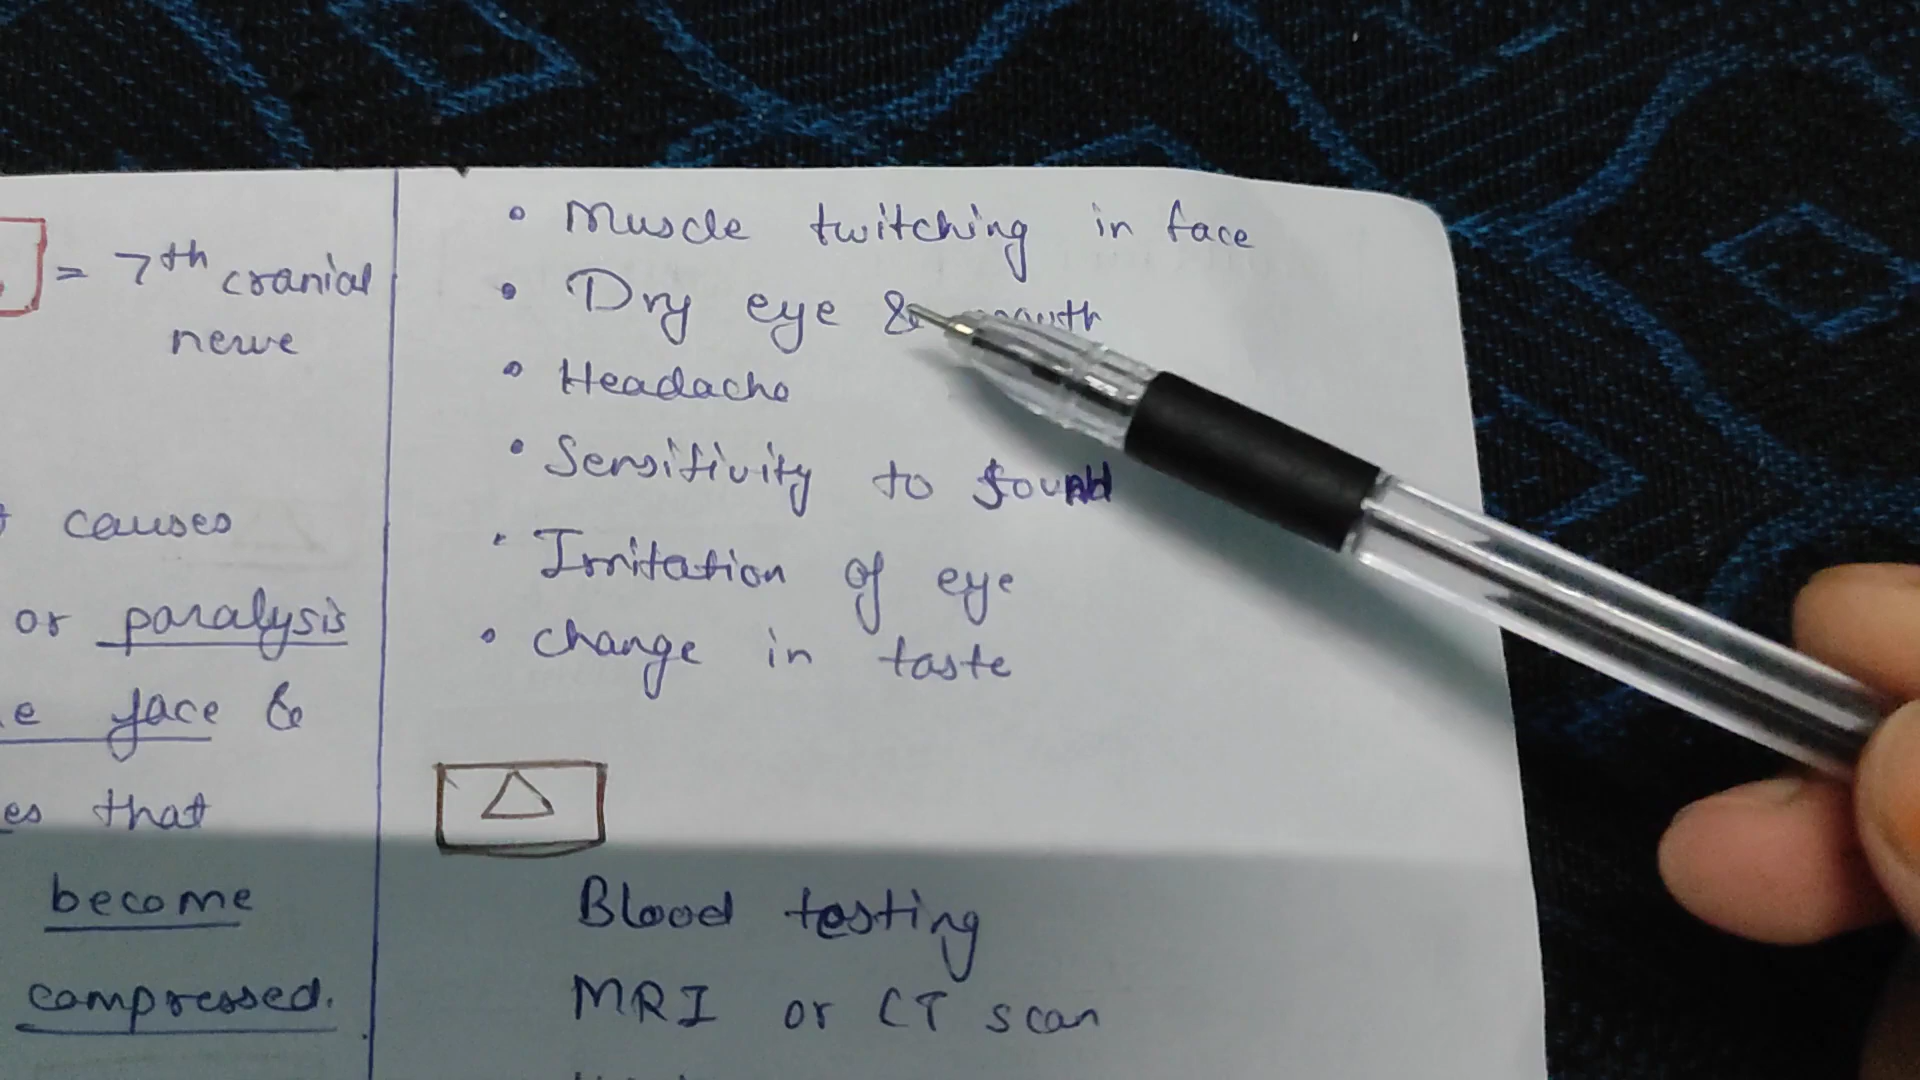 = 7th cranial
nerve
causes
or paralysis
face &
that
become
compressed.
• Muscle twitching in face
• Dry eye & mouth
• Headache
• Sensitivity to sound
• Irritation of eye
• change in taste
Blood testing
MRI or CT scan